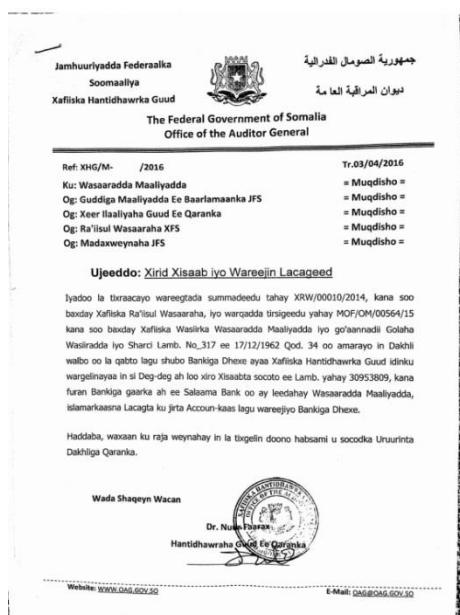 Jamhuuriyadda Federaalka
Soomaaliya
Xafiiska Hantidhawrka Guud
جمهورية الصومال الفدرالية
ديوان المراقبة العامة
The Federal Government of Somalia
Office of the Auditor General
Ref: XHG/M- /2016 Tr.03/04/2016
Ku: Wasaaradda Maaliyadda = Muqdisho =
Og: Guddiga Maaliyadda Ee Baarlamaanka JFS = Muqdisho =
Og: Xeer Ilaaliyaha Guud Ee Qaranka = Muqdisho =
Og: Ra'iisul Wasaaraha XFS = Muqdisho =
Og: Madaxweynaha JFS = Muqdisho =
Ujeeddo: Xirid Xisaab iyo Wareejin Lacageed
Iyadoo la tixraacayo wareegtada summadeedu tahay XRW/00010/2014, kana soo
baxday Xafiiska Ra'iisul Wasaaraha, iyo warqadda tirsigeedu yahay MOF/OM/00564/15
kana soo baxday Xafiiska Wasiirka Wasaaradda Maaliyadda iyo go'aannadii Golaha
Wasiiradda iyo Sharci Lamb. No_317 ee 17/12/1962 Qod. 34 oo amarayo in Dakhli
walbo oo la qabto lagu shubo Bankiga Dhexe ayaa Xafiiska Hantidhawrka Guud idinku
wargelinayaa in si Deg-deg ah loo xiro Xisaabta socoto ee Lamb. yahay 30953809, kana
furan Bankiga gaarka ah ee Salaama Bank oo ay leedahay Wasaaradda Maaliyadda,
islamarkaasna Lacagta ku jirta Accoun-kaas lagu wareejiyo Bankiga Dhexe.
Haddaba, waxaan ku raja weynahay in la tixgelin doono habsami u socodka Ururinta
Dakhliga Qaranka.
Wada Shaqeyn Wacan
Dr. Nuur Faarax
Hantidhawraha Guud Ee Qaranka
Website: WWW.OAG.GOV.SO E-Mail: OAG@OAG.GOV.SO